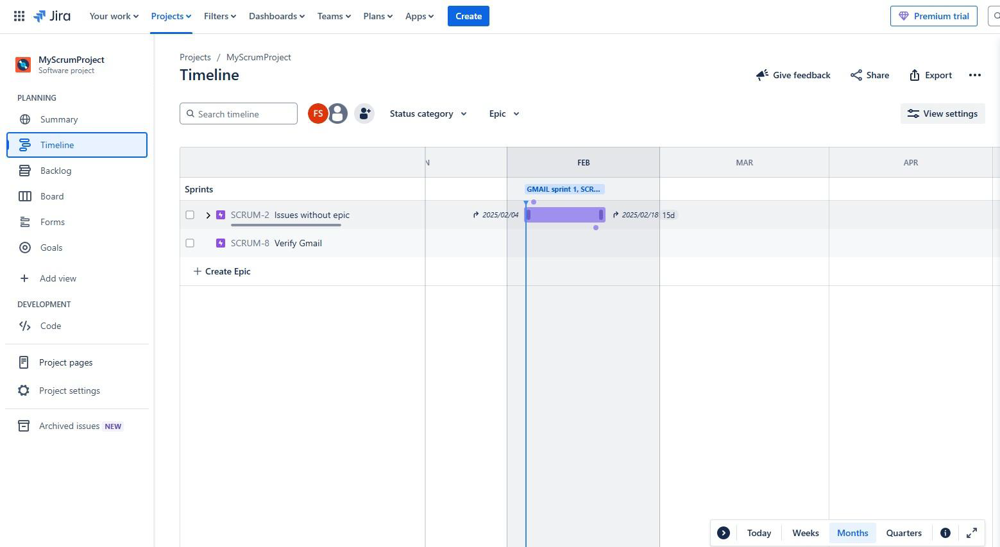 Jira Your work Projects Filters Dashboards Teams Plans Apps Create Premium trial
MyScrumProject
Software project
PLANNING
Summary
Timeline
Backlog
Board
Forms
Goals
Add view
DEVELOPMENT
Code
Project pages
Project settings
Archived issues NEW
Projects / MyScrumProject
Timeline
Give feedback Share Export
Search timeline FS Status category Epic View settings
N FEB MAR APR
Sprints GMAIL sprint 1, SCR...
SCRUM-2 Issues without epic 2025/02/04 2025/02/18 15d
SCRUM-8 Verify Gmail
+ Create Epic
Today Weeks Months Quarters